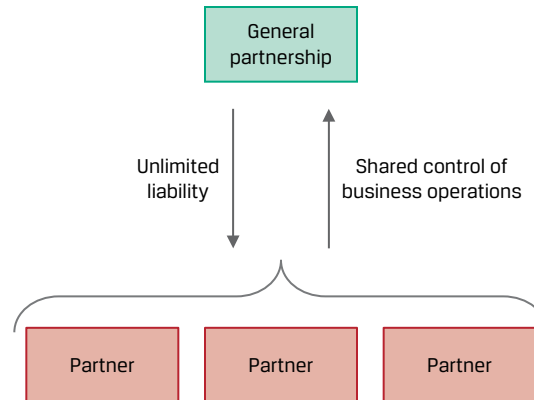 General
partnership
Unlimited
liability
Shared control of
business operations
Partner
Partner
Partner